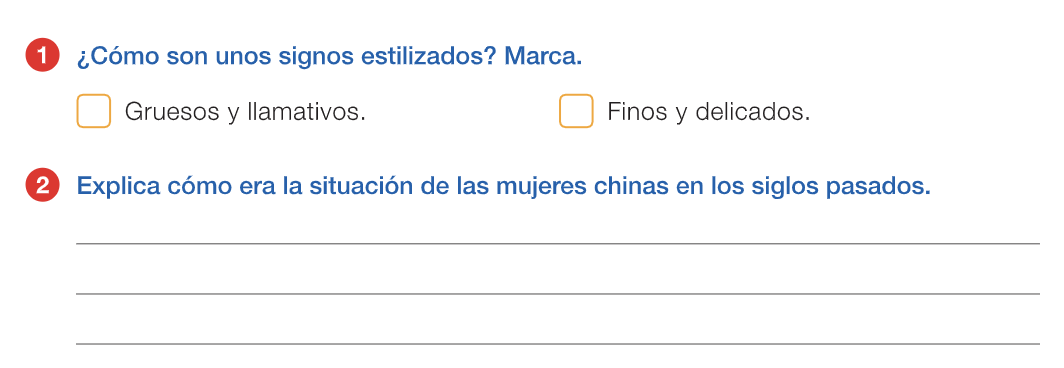 1 ¿Cómo son unos signos estilizados? Marca.
Gruesos y llamativos. Finos y delicados.
2 Explica cómo era la situación de las mujeres chinas en los siglos pasados.